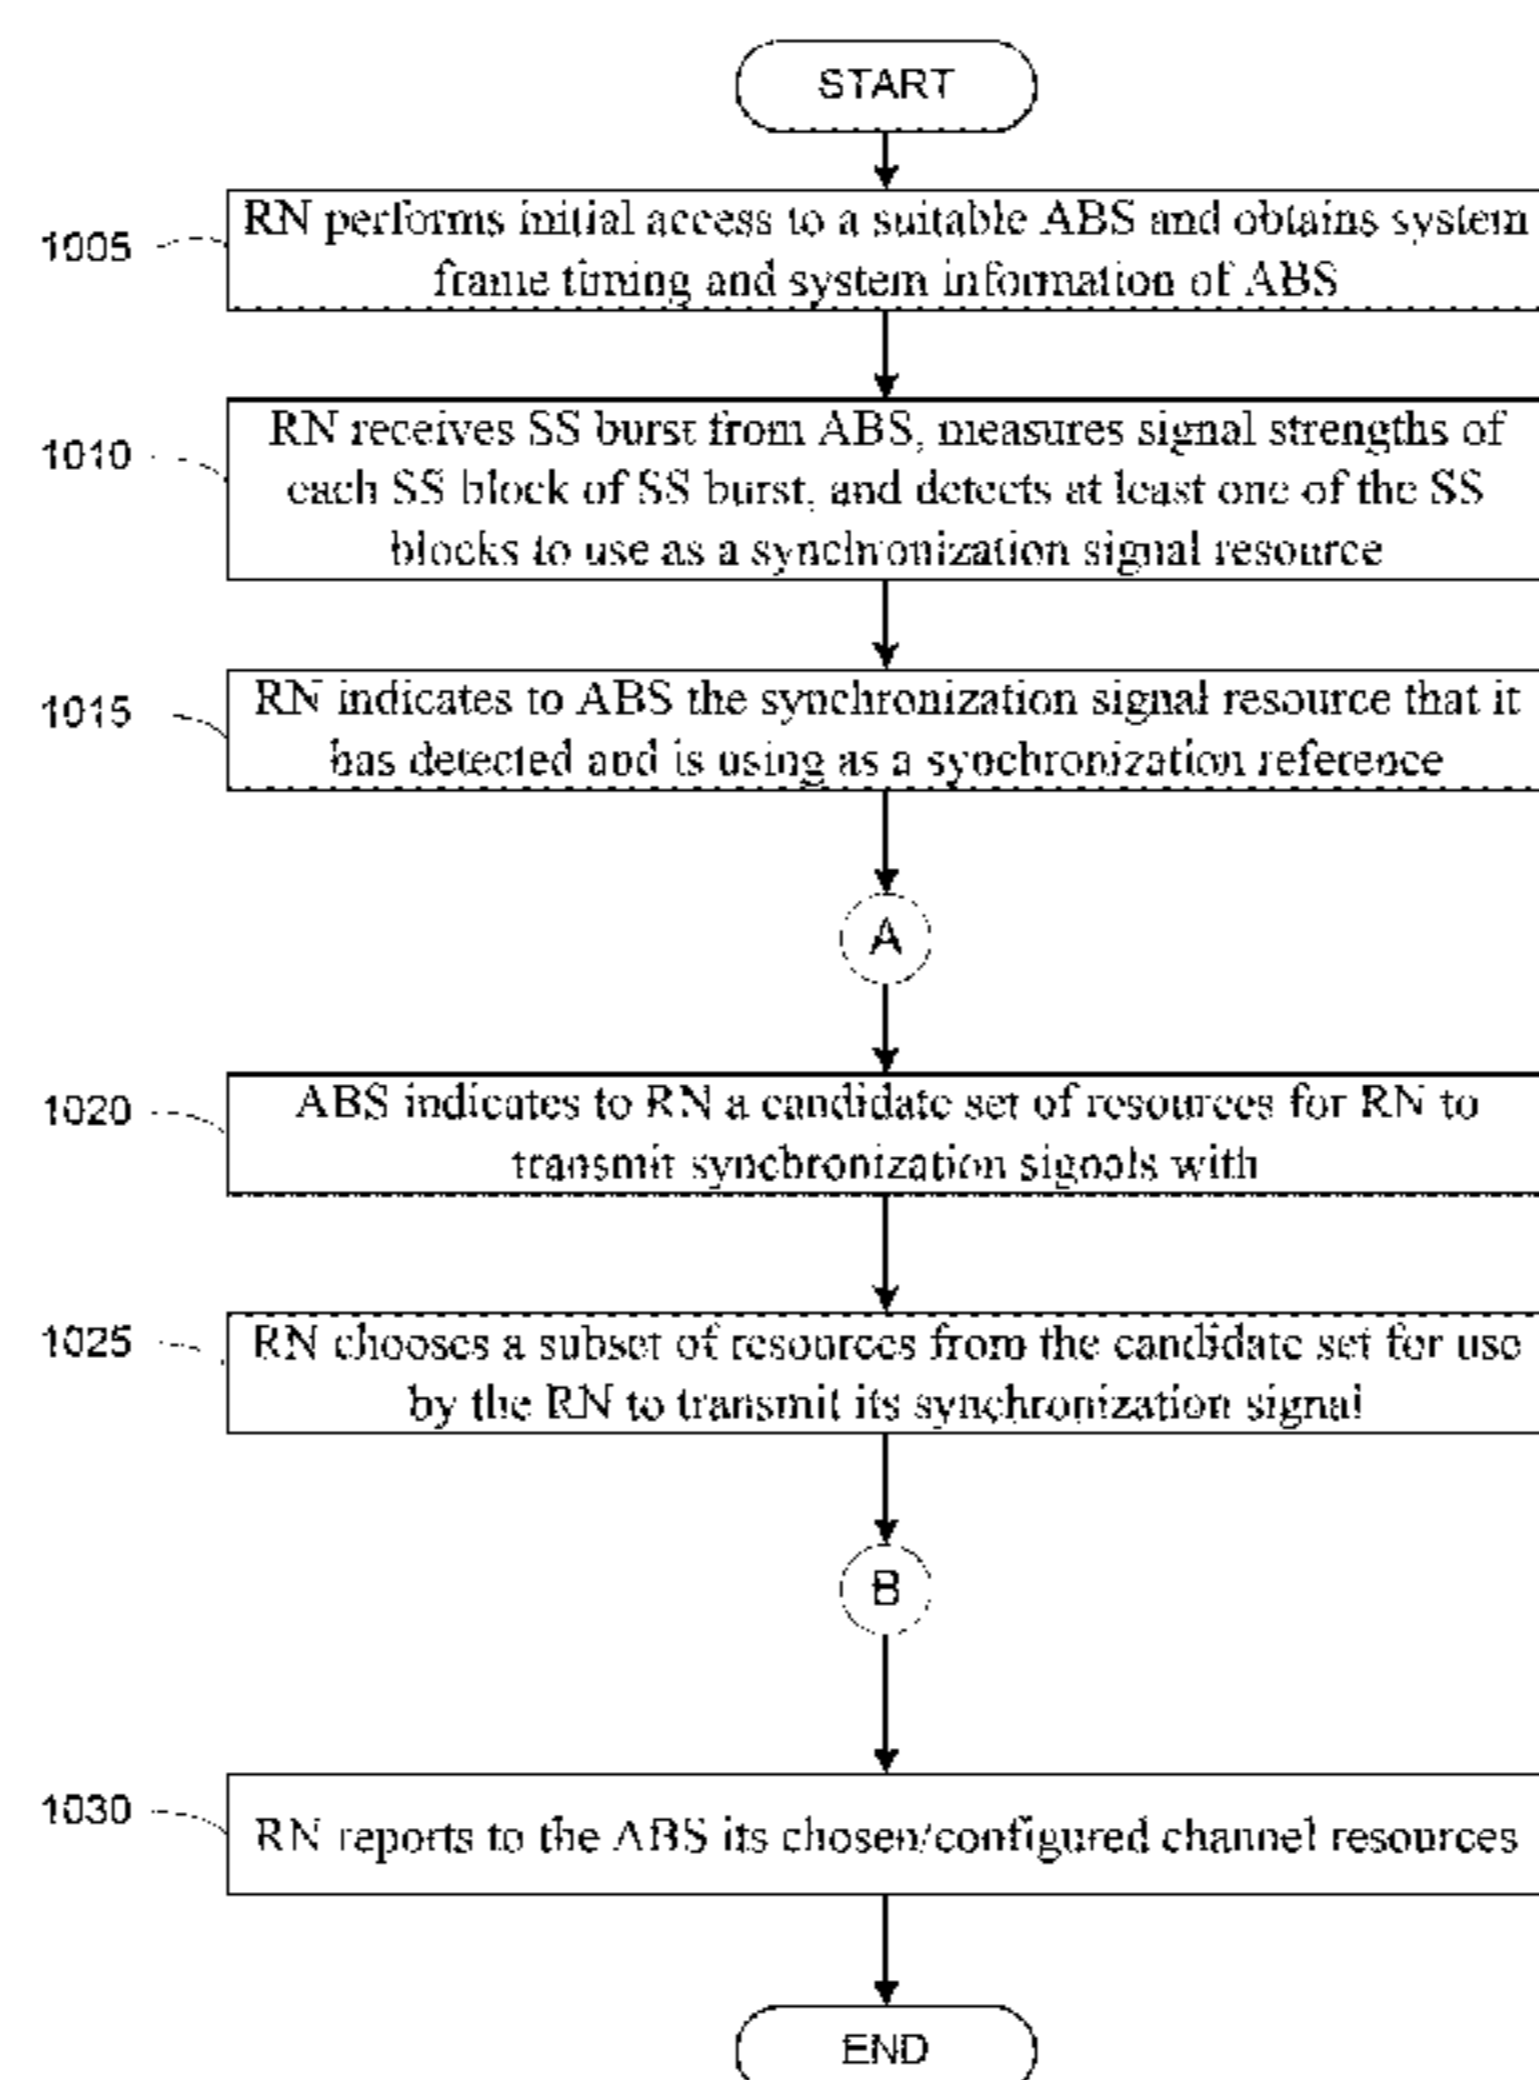 START
1005
RN performs initial access to a suitable ABS and obtains system
frame timing and system information of ABS
1010
RN receives SS burst from ABS, measures signal strengths of
each SS block of SS burst, and detects at least one of the SS
blocks to use as a synchronization signal resource
1015
RN indicates to ABS the synchronization signal resource that it
has detected and is using as a synchronization reference
A
1020
ABS indicates to RN a candidate set of resources for RN to
transmit synchronization signals with
1025
RN chooses a subset of resources from the candidate set for use
by the RN to transmit its synchronization signal
B
1030
RN reports to the ABS its chosen/configured channel resources
END